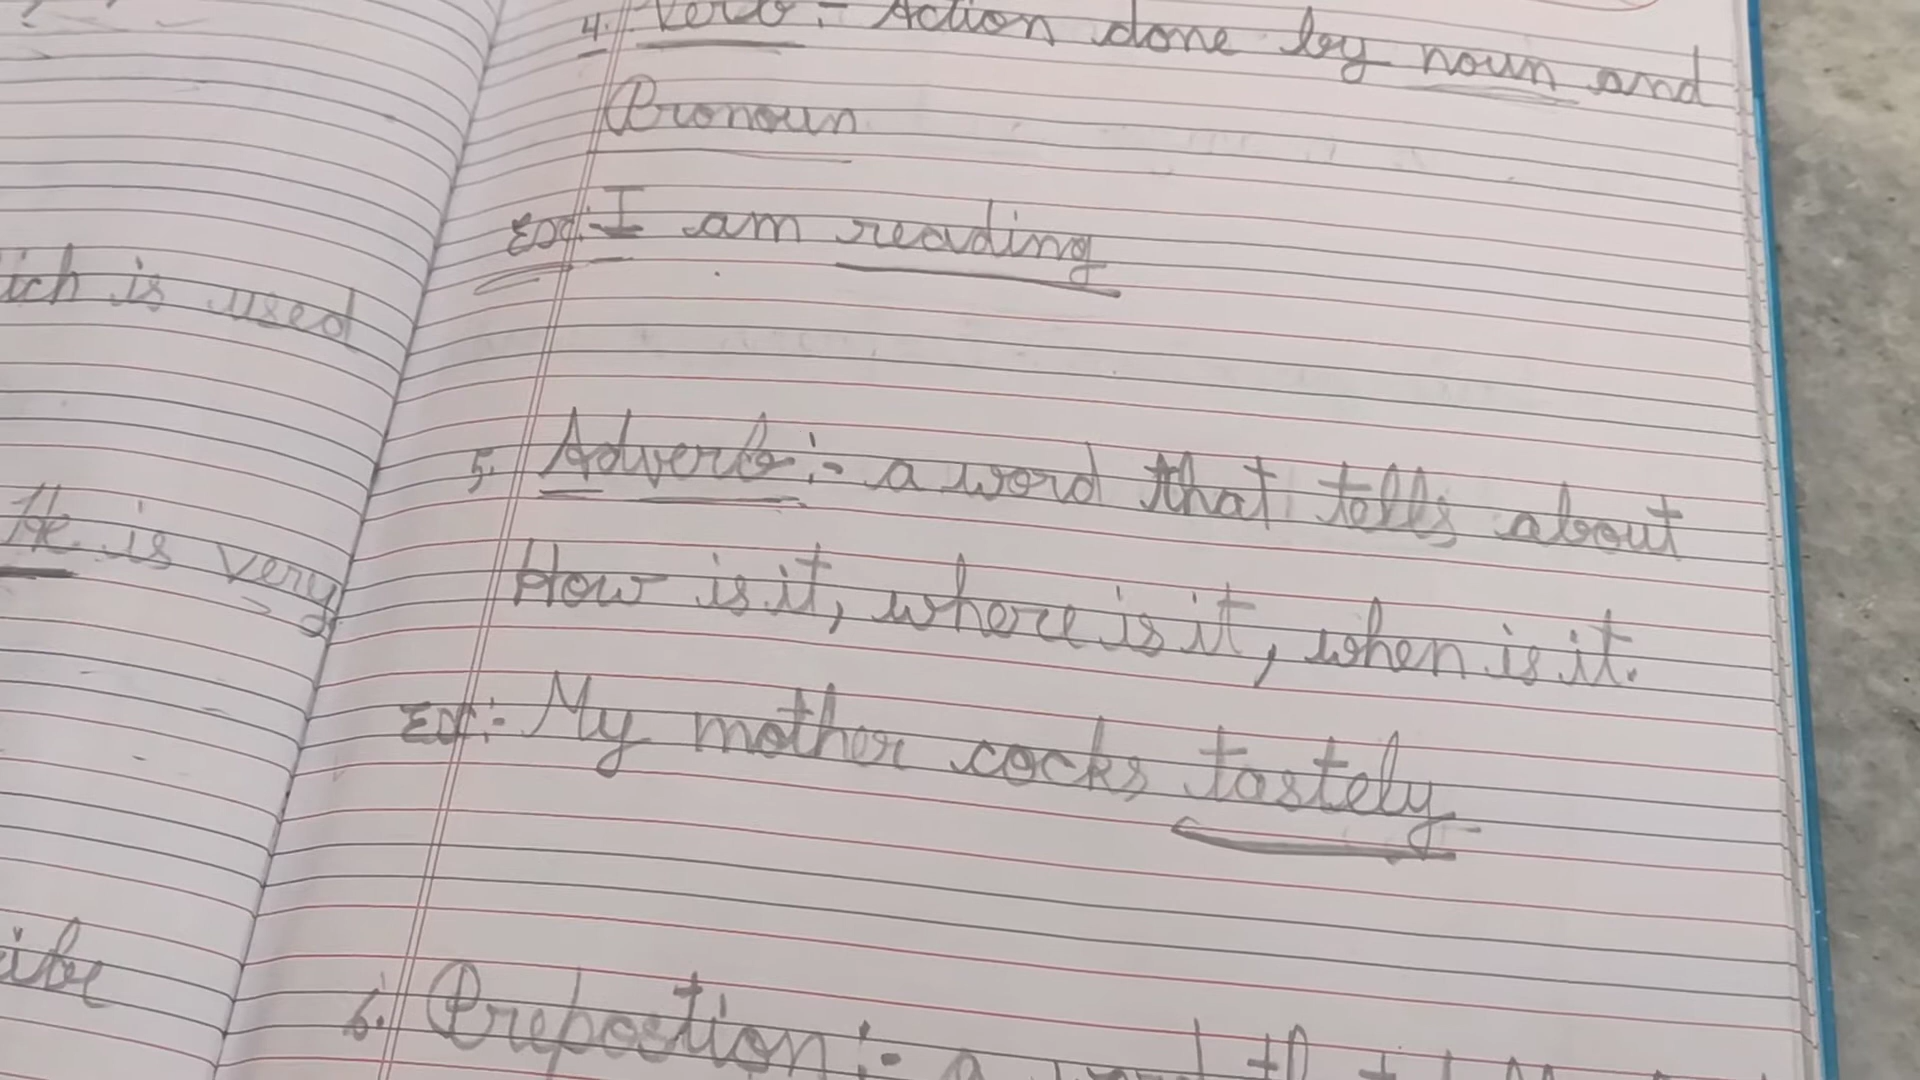 ich is used
He is very
ibe
4. Verb :- Action done by noun and
Pronoun
Ex:- I am reading
5. Adverb :- a word that tells about
How is it, where is it, when is it.
Ex:- My mother cocks tastely
6. Prepostion :- a word